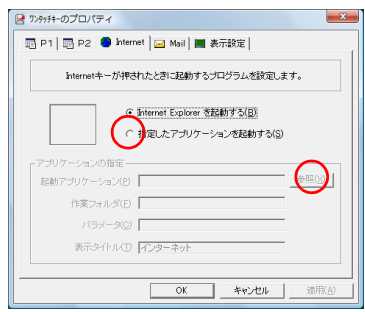 ワンタッチキーのプロパティ
P1 P2 Internet Mail 表示設定
Internetキーが押されたときに起動するプログラムを設定します。
Internet Explorer を起動する(B)
指定したアプリケーションを起動する(S)
アプリケーションの指定
起動アプリケーション(P) 参照(X)
作業フォルダ(F)
パラメータ(C)
表示タイトル(T) インターネット
OK キャンセル 適用(A)